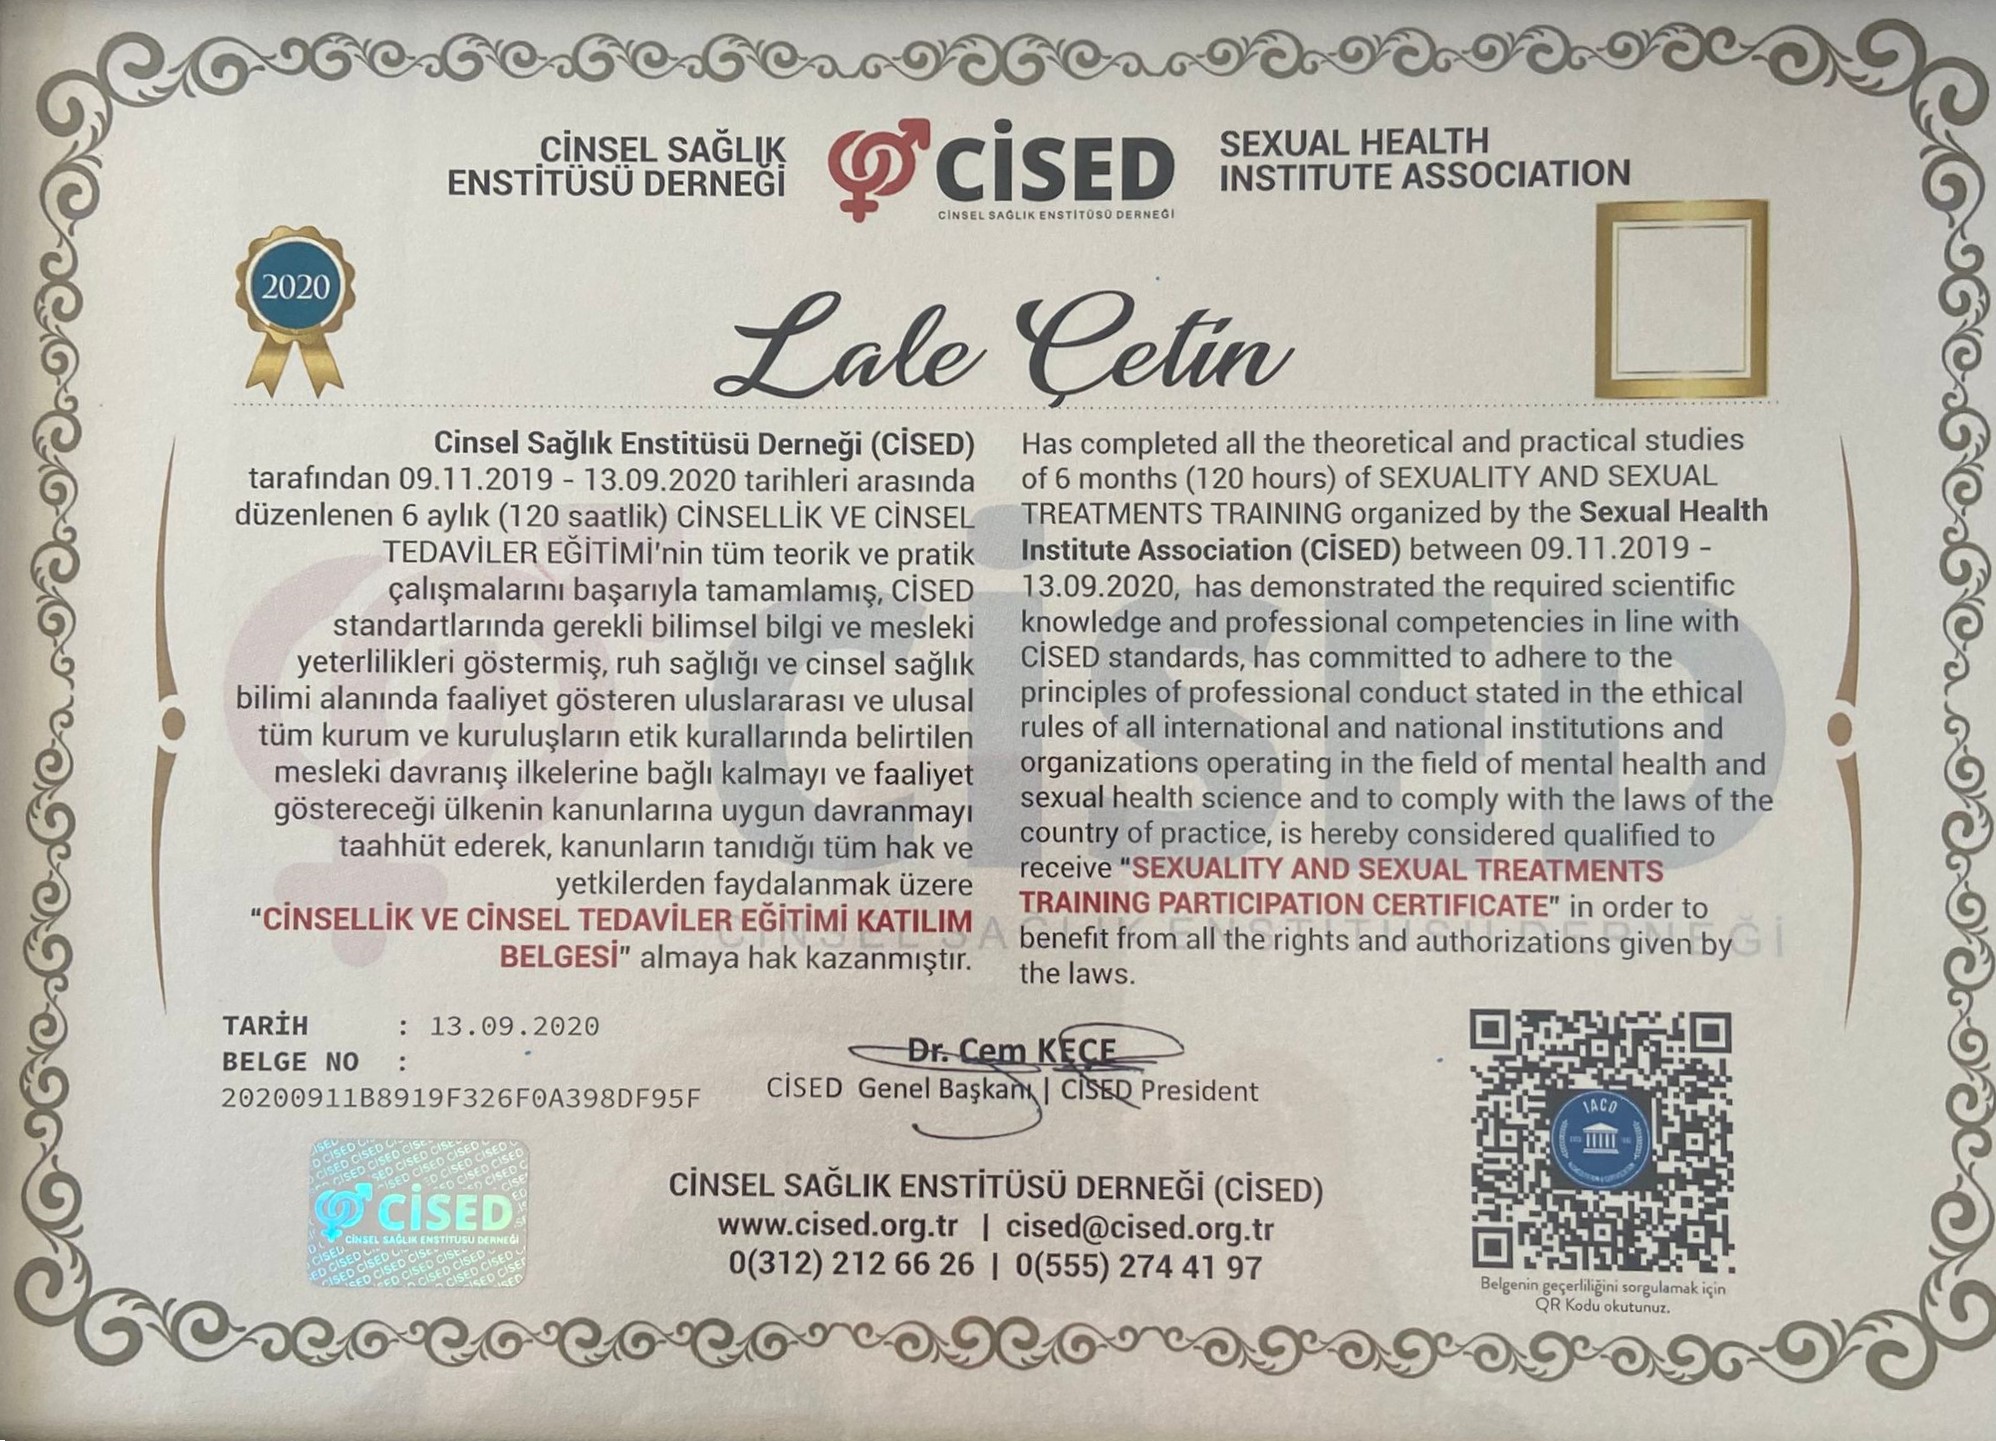 CİNSEL SAĞLIK
ENSTİTÜSÜ DERNEĞİ
CİSED
CİNSEL SAĞLIK ENSTİTÜSÜ DERNEĞİ
SEXUAL HEALTH
INSTITUTE ASSOCIATION
2020
Lale Çetin
Cinsel Sağlık Enstitüsü Derneği (CİSED)
tarafından 09.11.2019 - 13.09.2020 tarihleri arasında
düzenlenen 6 aylık (120 saatlik) CİNSELLİK VE CİNSEL
TEDAVİLER EĞİTİMİ'nin tüm teorik ve pratik
çalışmalarını başarıyla tamamlamış, CİSED
standartlarında gerekli bilimsel bilgi ve mesleki
yeterlilikleri göstermiş, ruh sağlığı ve cinsel sağlık
bilimi alanında faaliyet gösteren uluslararası ve ulusal
tüm kurum ve kuruluşların etik kurallarında belirtilen
mesleki davranış ilkelerine bağlı kalmayı ve faaliyet
göstereceği ülkenin kanunlarına uygun davranmayı
taahhüt ederek, kanunların tanıdığı tüm hak ve
yetkilerden faydalanmak üzere
"CİNSELLİK VE CİNSEL TEDAVİLER EĞİTİMİ KATILIM
BELGESİ" almaya hak kazanmıştır.
Has completed all the theoretical and practical studies
of 6 months (120 hours) of SEXUALITY AND SEXUAL
TREATMENTS TRAINING organized by the Sexual Health
Institute Association (CİSED) between 09.11.2019 -
13.09.2020, has demonstrated the required scientific
knowledge and professional competencies in line with
CİSED standards, has committed to adhere to the
principles of professional conduct stated in the ethical
rules of all international and national institutions and
organizations operating in the field of mental health and
sexual health science and to comply with the laws of the
country of practice, is hereby considered qualified to
receive "SEXUALITY AND SEXUAL TREATMENTS
TRAINING PARTICIPATION CERTIFICATE" in order to
benefit from all the rights and authorizations given by
the laws.
CİSED
CİNSEL SAĞLIK ENSTİTÜSÜ DERNEĞİ
TARİH : 13.09.2020
BELGE NO :
20200911B8919F326F0A398DF95F
Dr. Cem KEÇE
CİSED Genel Başkanı | CİSED President
CİSED
CİNSEL SAĞLIK ENSTİTÜSÜ DERNEĞİ
CİNSEL SAĞLIK ENSTİTÜSÜ DERNEĞİ (CİSED)
www.cised.org.tr | cised@cised.org.tr
0(312) 212 66 26 | 0(555) 274 41 97
IACD
Belgenin geçerliliğini sorgulamak için
QR Kodu okutunuz.